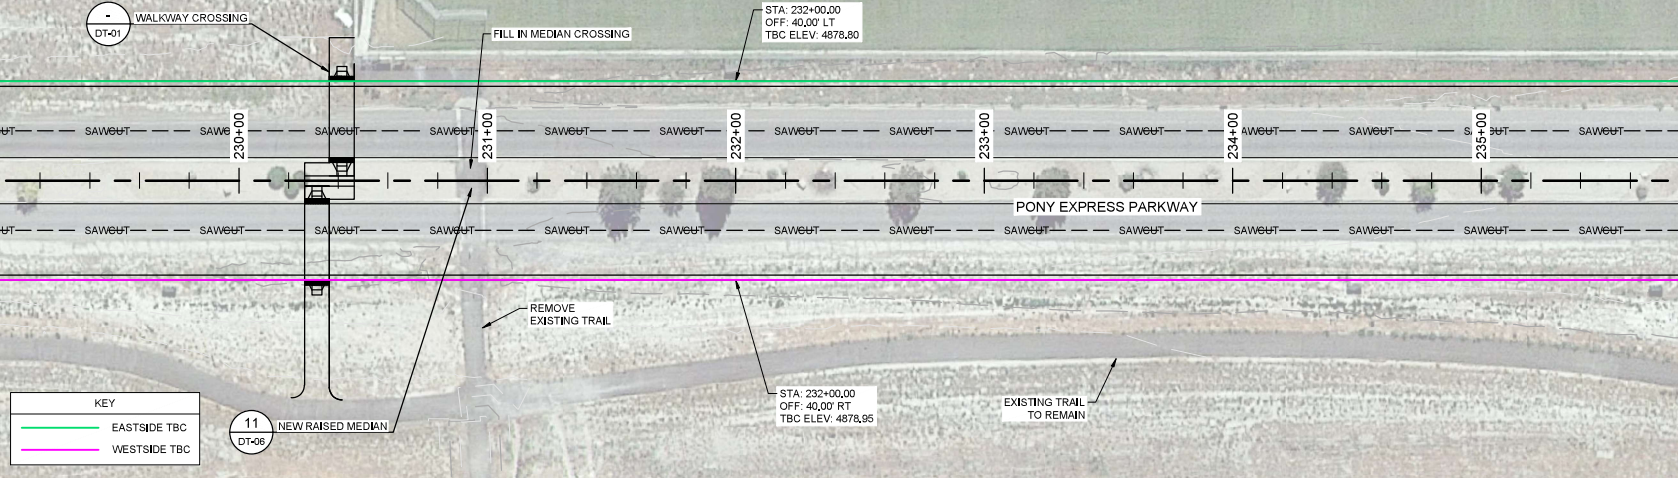 -
DT-01
WALKWAY CROSSING
FILL IN MEDIAN CROSSING
STA: 232+00.00
OFF: 40.00' LT
TBC ELEV: 4878.80
UT SAWCUT SAWCUT SAWCUT SAWCUT SAWCUT SAWCUT SAWCUT SAWCUT SAWCUT SAWCUT SAWCUT SAWCUT SAWCUT SAWCUT
230+00
231+00
232+00
233+00
234+00
235+00
PONY EXPRESS PARKWAY
UT SAWCUT SAWCUT SAWCUT SAWCUT SAWCUT SAWCUT SAWCUT SAWCUT SAWCUT SAWCUT SAWCUT SAWCUT SAWCUT SAWCUT
REMOVE
EXISTING TRAIL
STA: 232+00.00
OFF: 40.00' RT
TBC ELEV: 4878.95
EXISTING TRAIL
TO REMAIN
11
DT-06
NEW RAISED MEDIAN
KEY
EASTSIDE TBC
WESTSIDE TBC